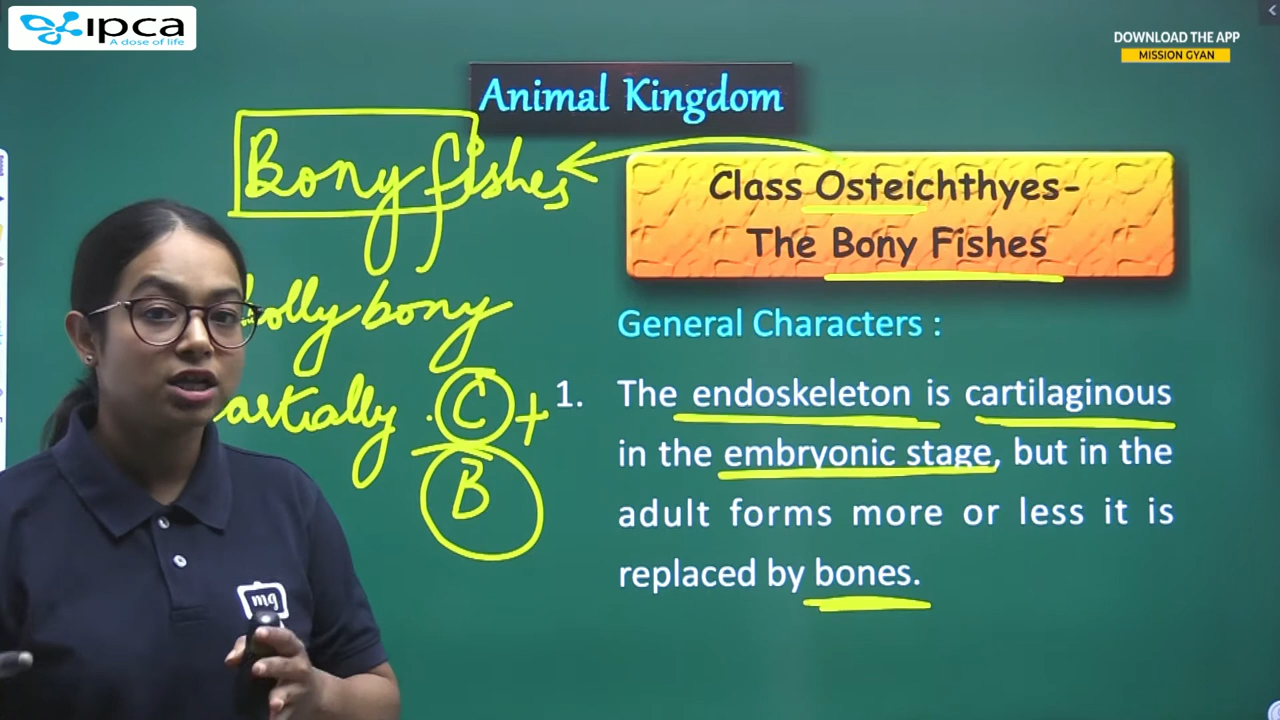 ipca
A dose of life
DOWNLOAD THE APP
MISSION GYAN
Animal Kingdom
Bony fishes
Class Osteichthyes-
The Bony Fishes
bony
General Characters :
C +
B
1. The endoskeleton is cartilaginous
in the embryonic stage, but in the
adult forms more or less it is
replaced by bones.
mg